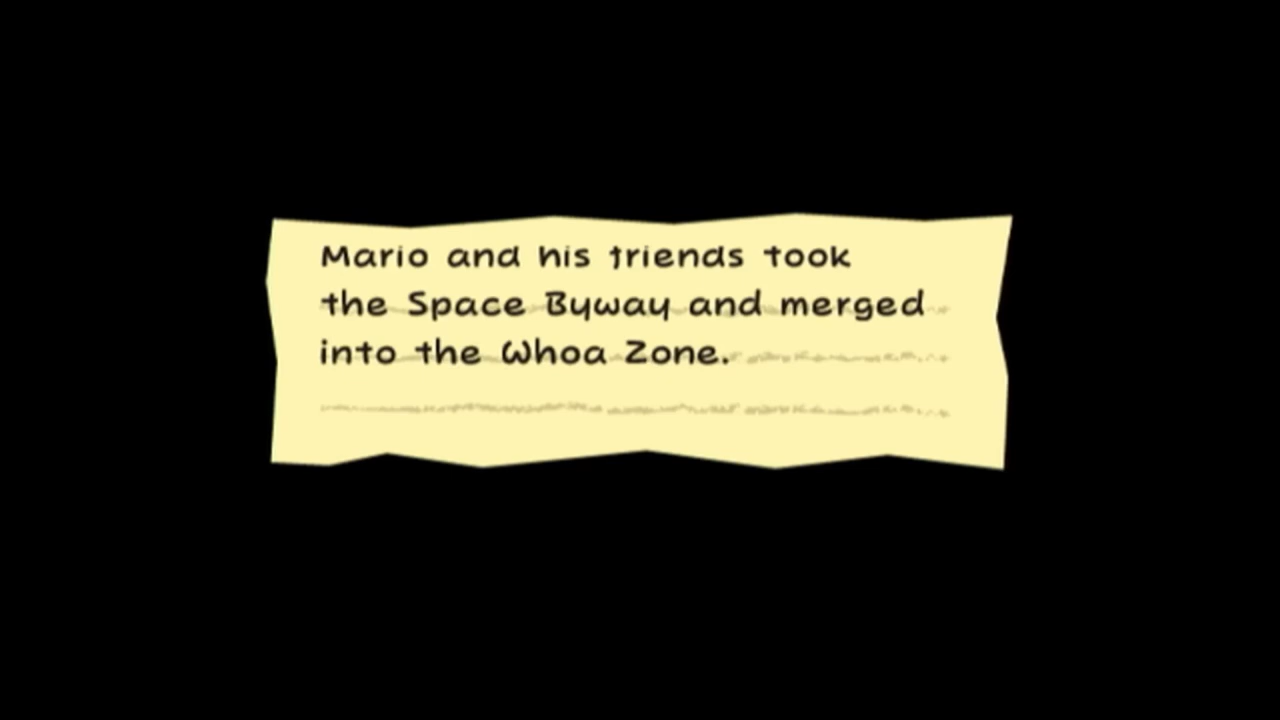 Mario and his friends took
the Space Byway and merged
into the Whoa Zone.